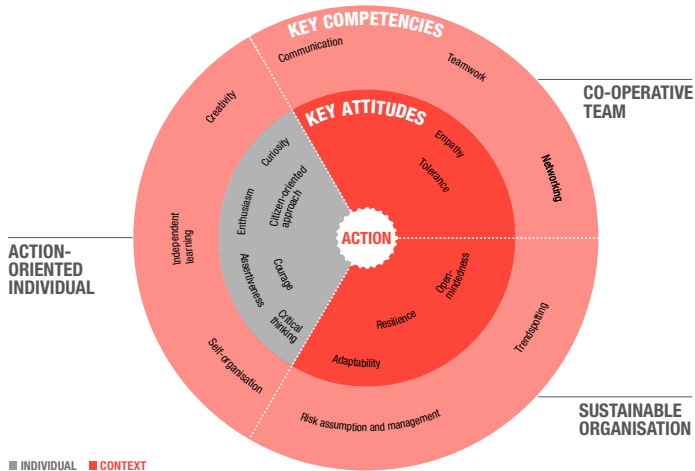 KEY COMPETENCIES
Communication
Teamwork
Networking
CO-OPERATIVE
TEAM
KEY ATTITUDES
Empathy
Tolerance
Creativity
Curiosity
Citizen-oriented
approach
Enthusiasm
Independent
learning
ACTION
ACTION-
ORIENTED
INDIVIDUAL
Assertiveness
Courage
Critical
thinking
Self-organisation
Open-
mindedness
Resilience
Adaptability
Trendspotting
Risk assumption and management
SUSTAINABLE
ORGANISATION
INDIVIDUAL
CONTEXT